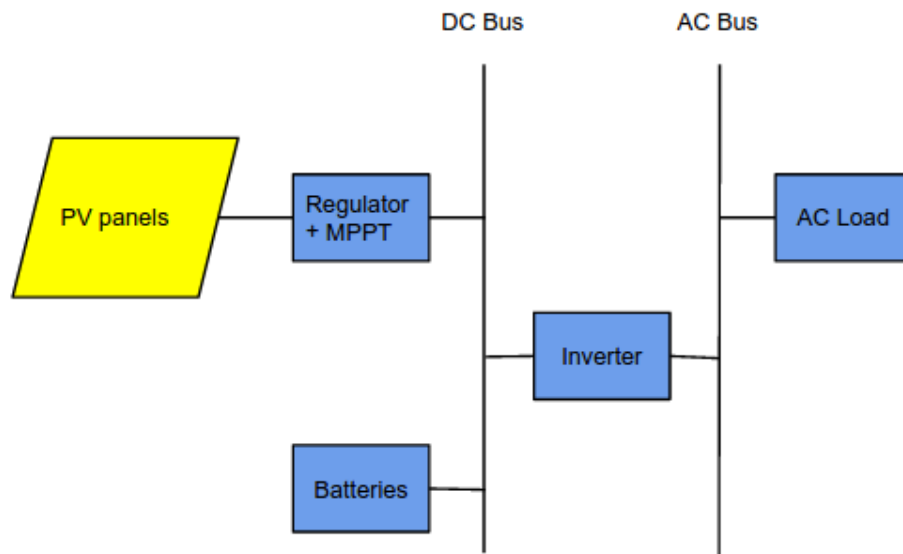 DC Bus
AC Bus
PV panels
Regulator
+ MPPT
AC Load
Inverter
Batteries